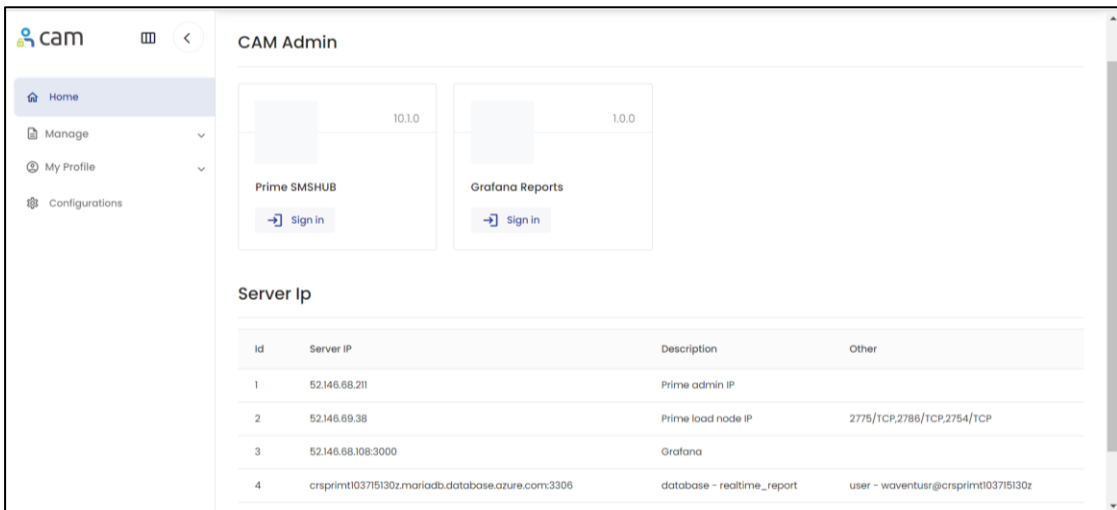 cam
CAM Admin
Home
Manage
My Profile
Configurations
10.1.0
Prime SMSHUB
Sign in
1.0.0
Grafana Reports
Sign in
Server Ip
Id Server IP Description Other
1 52.146.68.211 Prime admin IP
2 52.146.69.38 Prime load node IP 2775/TCP,2786/TCP,2754/TCP
3 52.146.68.108:3000 Grafana
4 crsprimt103715130z.mariadb.database.azure.com:3306 database - realtime_report user - waventusr@crsprimt103715130z